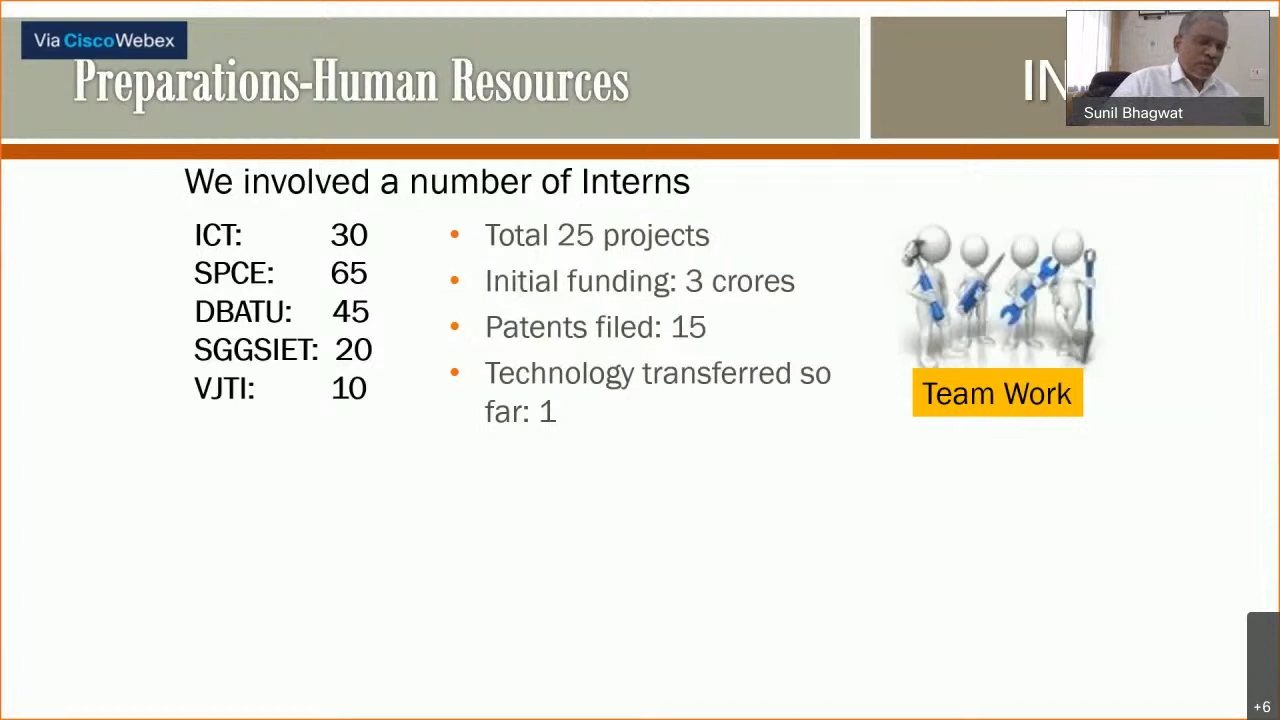 Via CiscoWebex
Preparations-Human Resources
IN
Sunil Bhagwat
We involved a number of Interns
ICT: 30
SPCE: 65
DBATU: 45
SGGSIET: 20
VJTI: 10
• Total 25 projects
• Initial funding: 3 crores
• Patents filed: 15
• Technology transferred so
far: 1
Team Work
+6